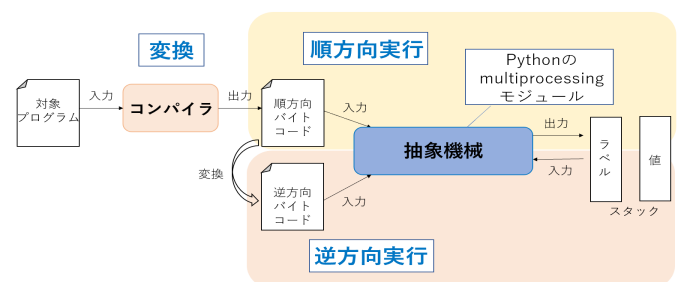 変換
順方向実行
Pythonの
multiprocessing
モジュール
対象
プログラム
入力
コンパイラ
出力
順方向
バイト
コード
入力
抽象機械
出力
入力
ラベル
値
スタック
変換
逆方向
バイト
コード
入力
逆方向実行